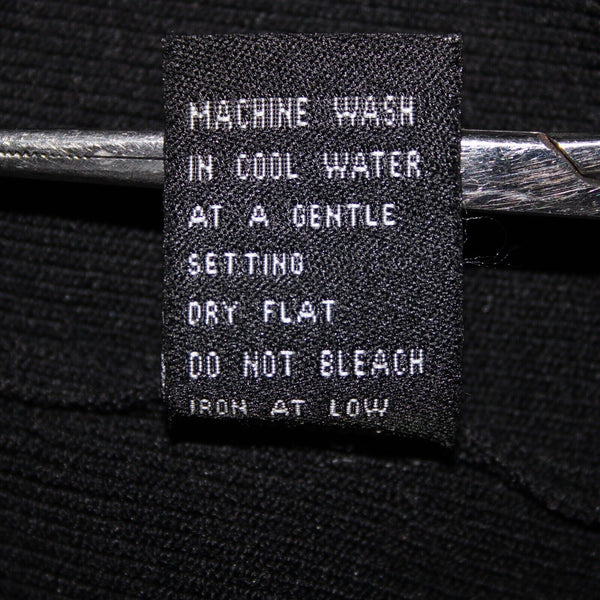 MACHINE WASH
IN COOL WATER
AT A GENTLE
SETTING
DRY FLAT
DO NOT BLEACH
IRON AT LOW